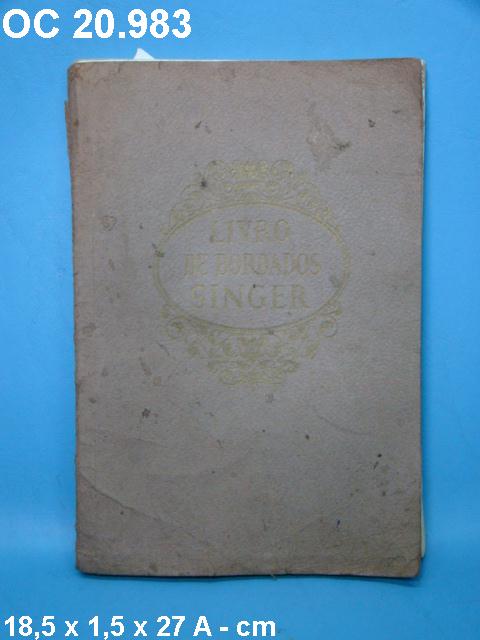 OC 20.983
LIVRO
DE BORDADOS
SINGER
18,5 x 1,5 x 27 A - cm